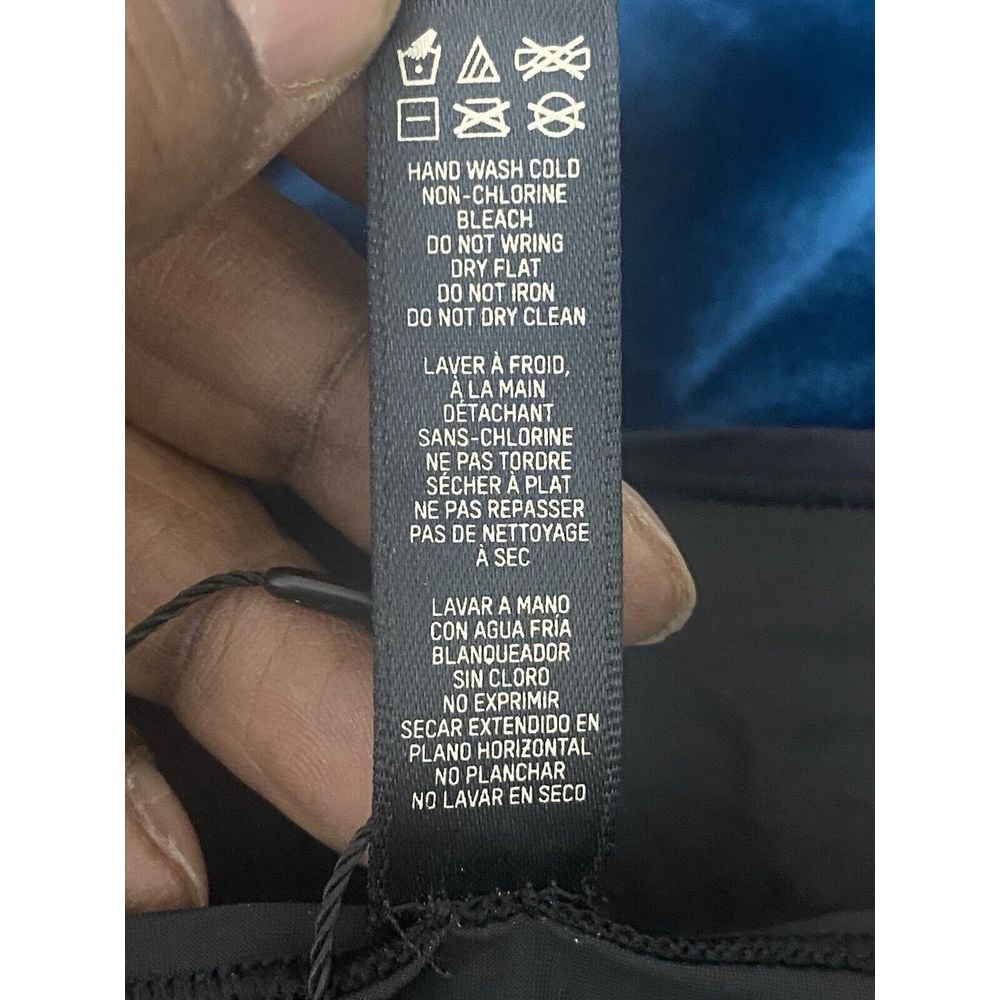 HAND WASH COLD
NON-CHLORINE
BLEACH
DO NOT WRING
DRY FLAT
DO NOT IRON
DO NOT DRY CLEAN
LAVER À FROID,
À LA MAIN
DÉTACHANT
SANS-CHLORINE
NE PAS TORDRE
SÉCHER À PLAT
NE PAS REPASSER
PAS DE NETTOYAGE
À SEC
LAVAR A MANO
CON AGUA FRÍA
BLANQUEADOR
SIN CLORO
NO EXPRIMIR
SECAR EXTENDIDO EN
PLANO HORIZONTAL
NO PLANCHAR
NO LAVAR EN SECO